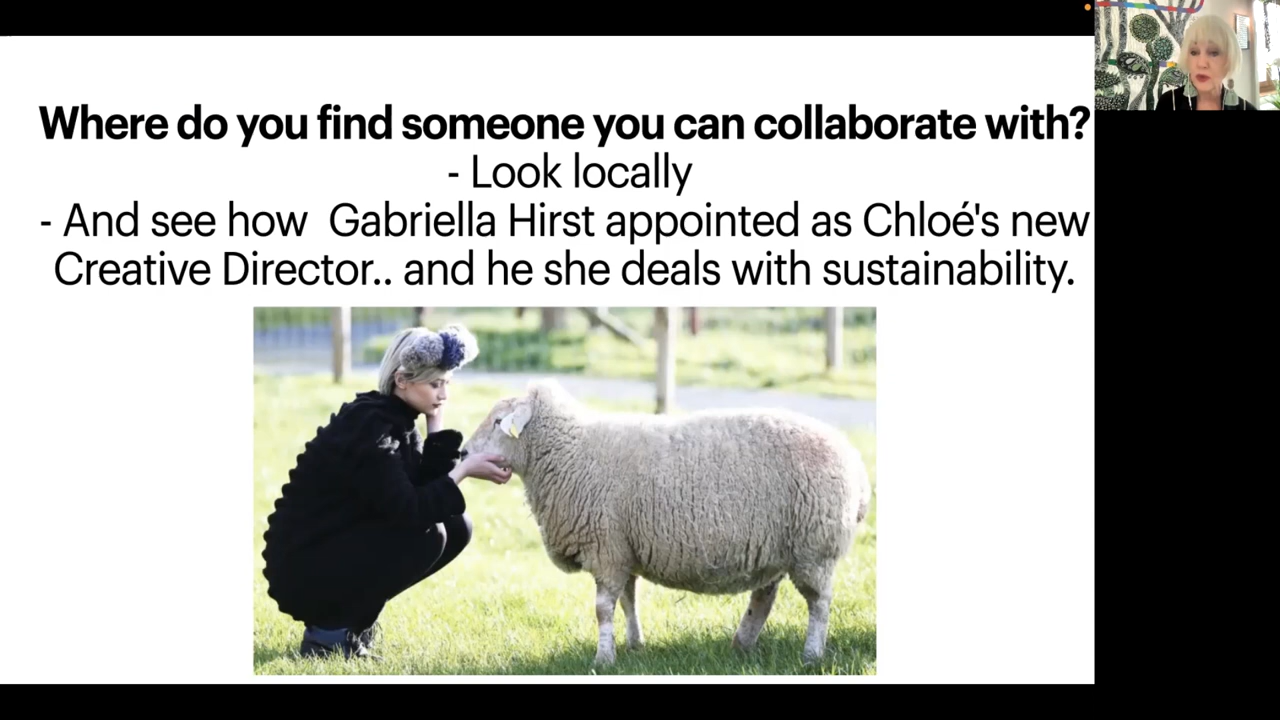 Where do you find someone you can collaborate with?
- Look locally
- And see how  Gabriella Hirst appointed as Chloé's new
Creative Director.. and he she deals with sustainability.